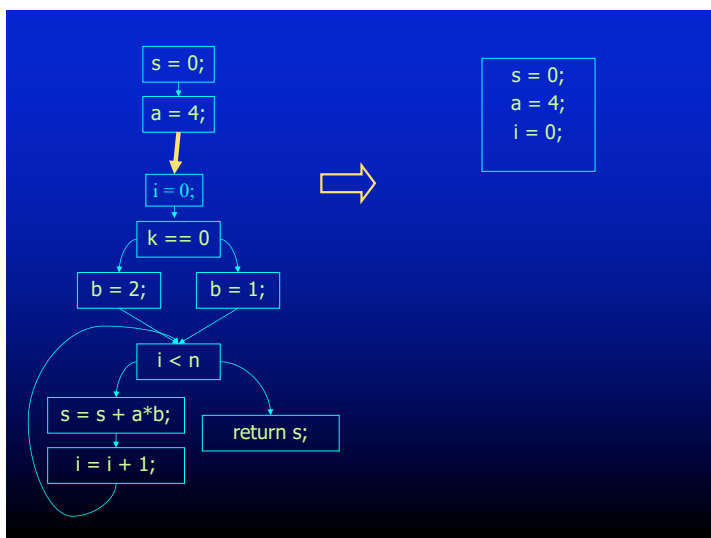 s = 0;
a = 4;
i = 0;
k == 0
b = 2;
b = 1;
i < n
s = s + a*b;
return s;
i = i + 1;
s = 0;
a = 4;
i = 0;